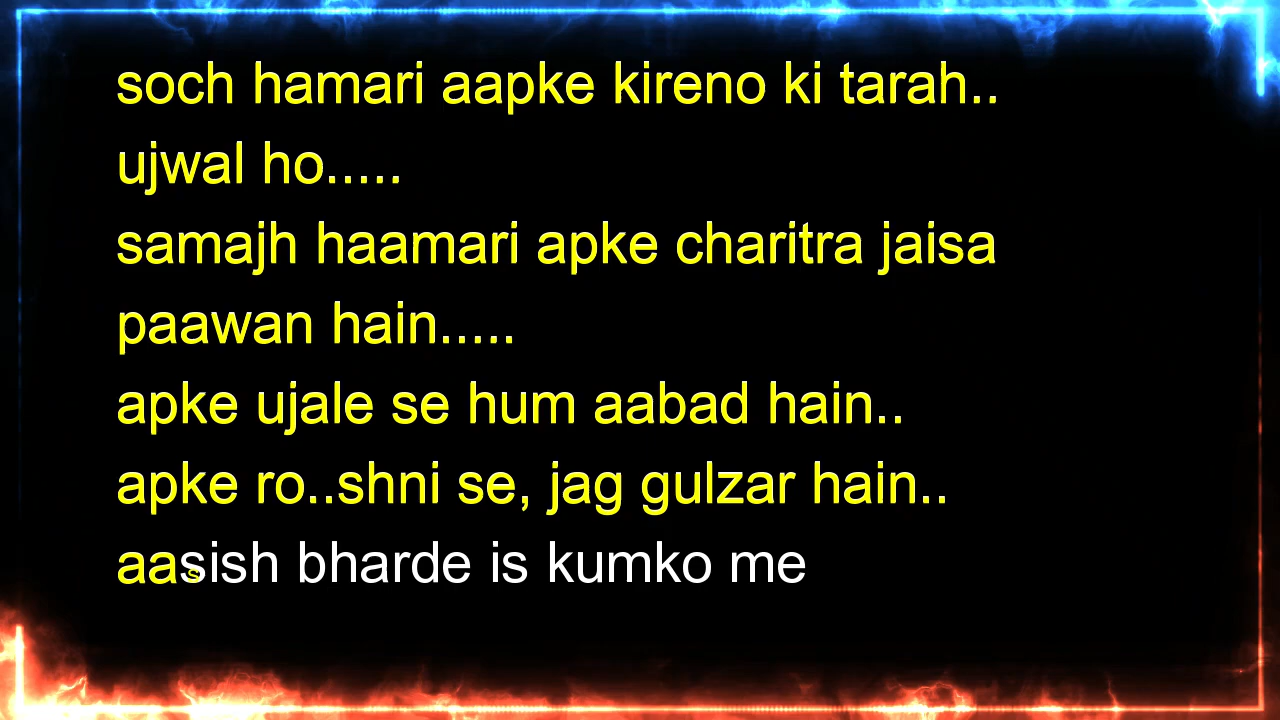 soch hamari aapke kireno ki tarah..
ujwal ho.....
samajh haamari apke charitra jaisa
paawan hain.....
apke ujale se hum aabad hain..
apke ro..shni se, jag gulzar hain..
aasish bharde is kumko me